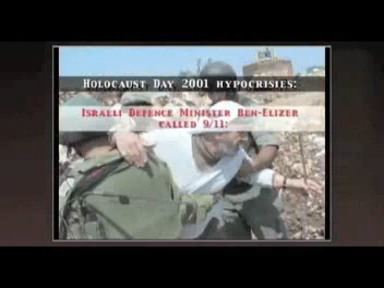 Holocaust Day 2001 hypocrisies:
Israeli Defence Minister Ben-Elizer
called 9/11: